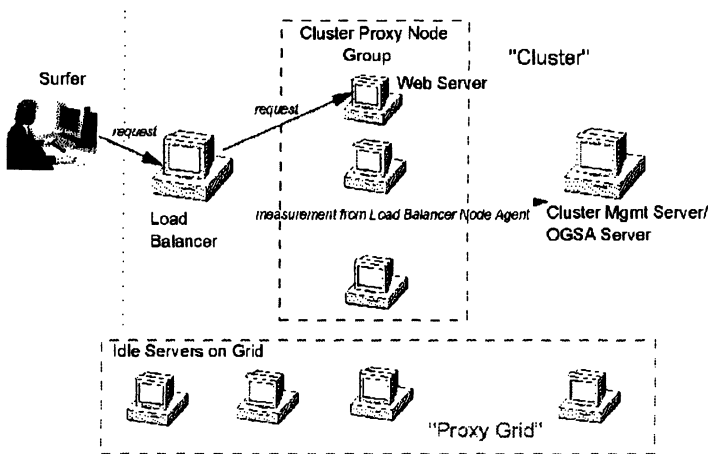 Cluster Proxy Node
Group
"Cluster"
Surfer
Web Server
request
request
Load
Balancer
measurement from Load Balancer Node Agent
Cluster Mgmt Server/
OGSA Server
Idle Servers on Grid
"Proxy Grid"